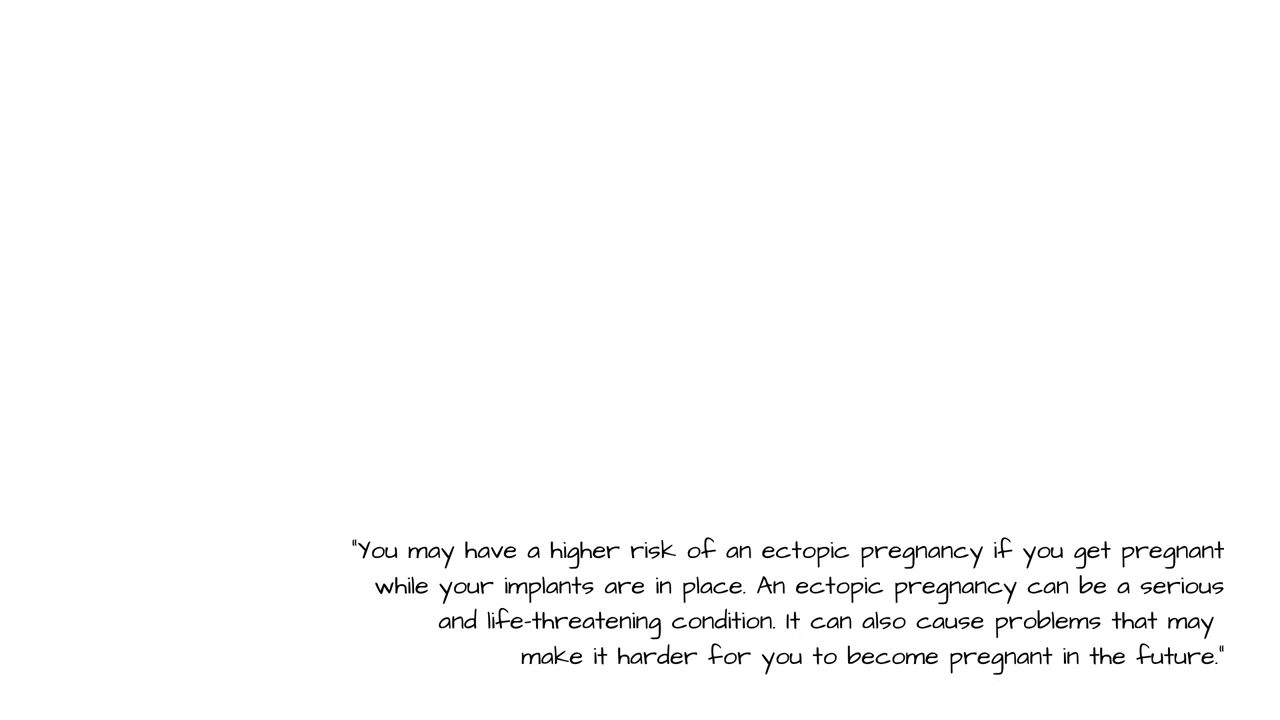 "You may have a higher risk of an ectopic pregnancy if you get pregnant
while your implants are in place. An ectopic pregnancy can be a serious
and life-threatening condition. It can also cause problems that may
make it harder for you to become pregnant in the future."